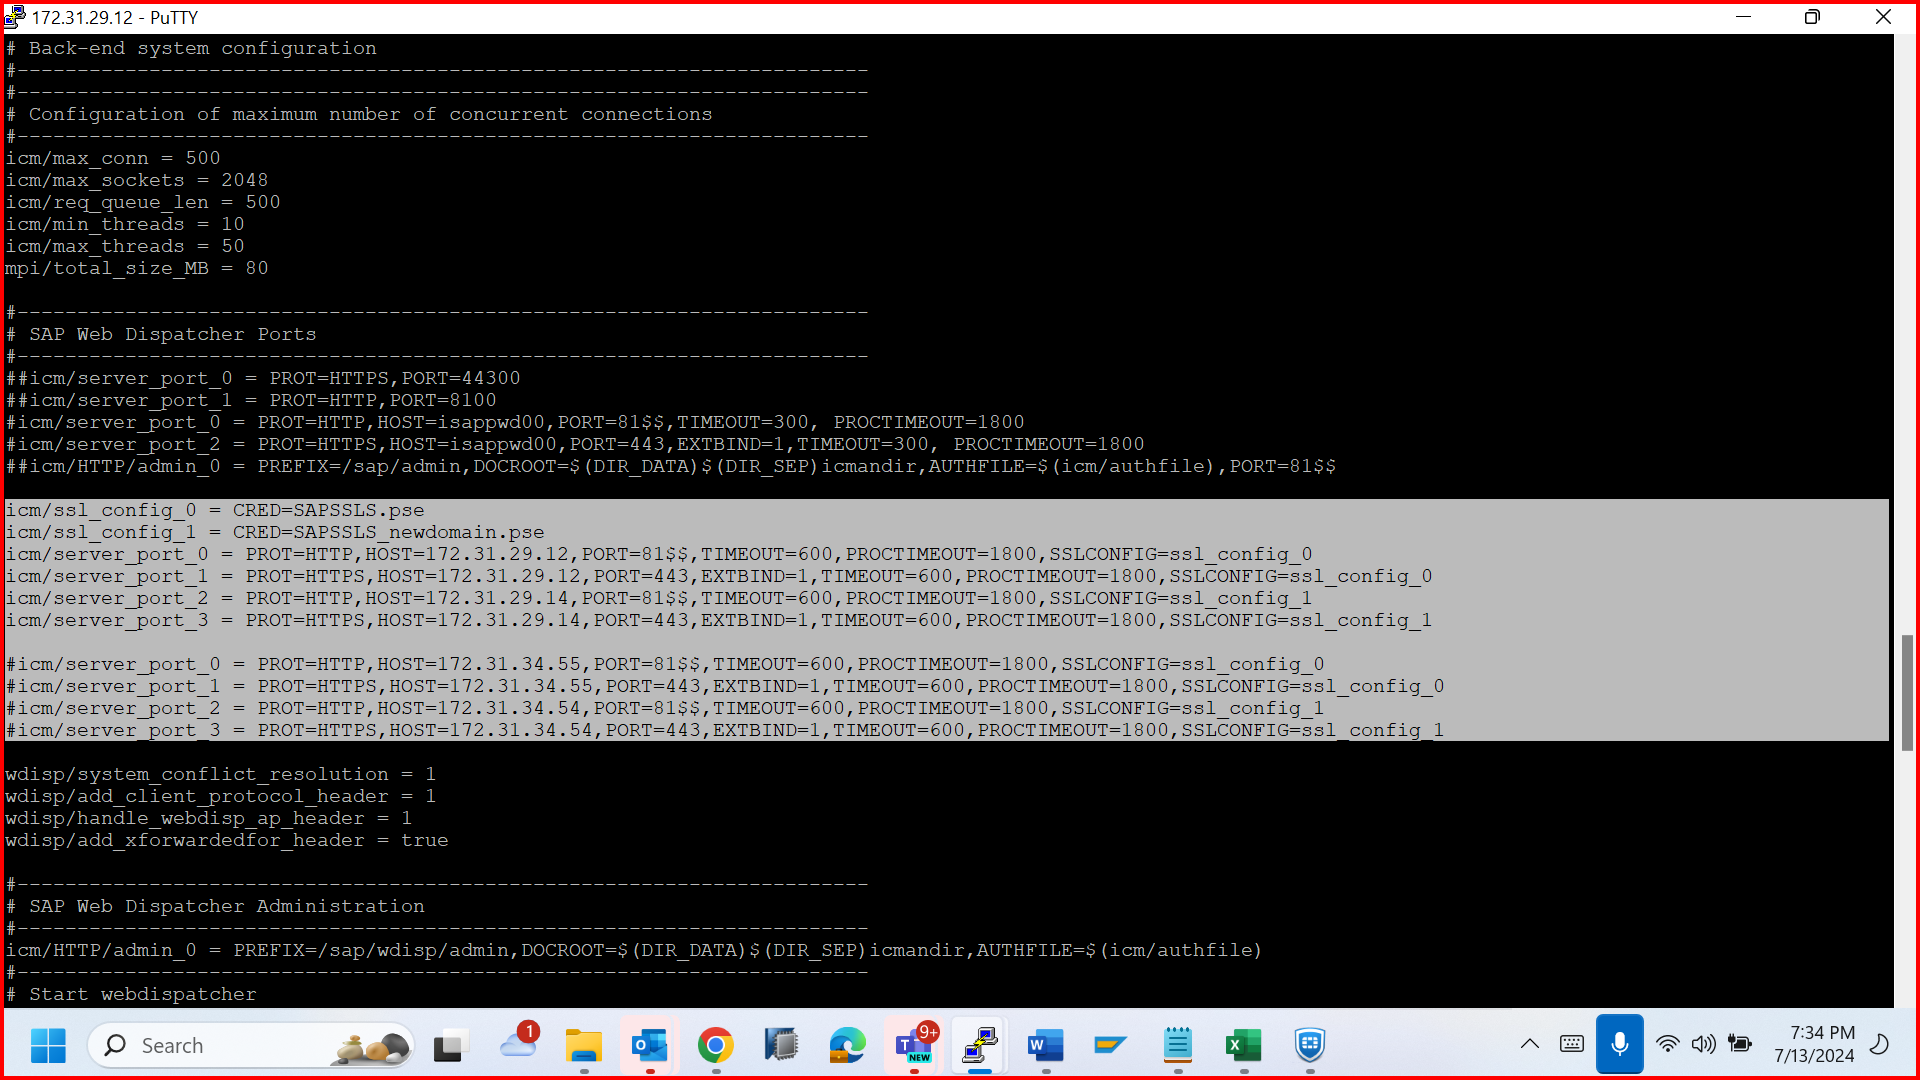 172.31.29.12 - PuTTY
# Back-end system configuration
#-----------------------------------------------------------------------
#-----------------------------------------------------------------------
# Configuration of maximum number of concurrent connections
#-----------------------------------------------------------------------
icm/max_conn = 500
icm/max_sockets = 2048
icm/req_queue_len = 500
icm/min_threads = 10
icm/max_threads = 50
mpi/total_size_MB = 80
#-----------------------------------------------------------------------
# SAP Web Dispatcher Ports
#-----------------------------------------------------------------------
##icm/server_port_0 = PROT=HTTPS,PORT=44300
##icm/server_port_1 = PROT=HTTP,PORT=8100
#icm/server_port_0 = PROT=HTTP,HOST=isappwd00,PORT=81$$,TIMEOUT=300, PROCTIMEOUT=1800
#icm/server_port_2 = PROT=HTTPS,HOST=isappwd00,PORT=443,EXTBIND=1,TIMEOUT=300, PROCTIMEOUT=1800
##icm/HTTP/admin_0 = PREFIX=/sap/admin,DOCROOT=$(DIR_DATA)$(DIR_SEP)icmandir,AUTHFILE=$(icm/authfile),PORT=81$$
icm/ssl_config_0 = CRED=SAPSSLS.pse
icm/ssl_config_1 = CRED=SAPSSLS_newdomain.pse
icm/server_port_0 = PROT=HTTP,HOST=172.31.29.12,PORT=81$$,TIMEOUT=600,PROCTIMEOUT=1800,SSLCONFIG=ssl_config_0
icm/server_port_1 = PROT=HTTPS,HOST=172.31.29.12,PORT=443,EXTBIND=1,TIMEOUT=600,PROCTIMEOUT=1800,SSLCONFIG=ssl_config_0
icm/server_port_2 = PROT=HTTP,HOST=172.31.29.14,PORT=81$$,TIMEOUT=600,PROCTIMEOUT=1800,SSLCONFIG=ssl_config_1
icm/server_port_3 = PROT=HTTPS,HOST=172.31.29.14,PORT=443,EXTBIND=1,TIMEOUT=600,PROCTIMEOUT=1800,SSLCONFIG=ssl_config_1
#icm/server_port_0 = PROT=HTTP,HOST=172.31.34.55,PORT=81$$,TIMEOUT=600,PROCTIMEOUT=1800,SSLCONFIG=ssl_config_0
#icm/server_port_1 = PROT=HTTPS,HOST=172.31.34.55,PORT=443,EXTBIND=1,TIMEOUT=600,PROCTIMEOUT=1800,SSLCONFIG=ssl_config_0
#icm/server_port_2 = PROT=HTTP,HOST=172.31.34.54,PORT=81$$,TIMEOUT=600,PROCTIMEOUT=1800,SSLCONFIG=ssl_config_1
#icm/server_port_3 = PROT=HTTPS,HOST=172.31.34.54,PORT=443,EXTBIND=1,TIMEOUT=600,PROCTIMEOUT=1800,SSLCONFIG=ssl_config_1
wdisp/system_conflict_resolution = 1
wdisp/add_client_protocol_header = 1
wdisp/handle_webdisp_ap_header = 1
wdisp/add_xforwardedfor_header = true
#-----------------------------------------------------------------------
# SAP Web Dispatcher Administration
#-----------------------------------------------------------------------
icm/HTTP/admin_0 = PREFIX=/sap/wdisp/admin,DOCROOT=$(DIR_DATA)$(DIR_SEP)icmandir,AUTHFILE=$(icm/authfile)
#-----------------------------------------------------------------------
# Start webdispatcher
Search
1
9+
NEW
7:34 PM
7/13/2024